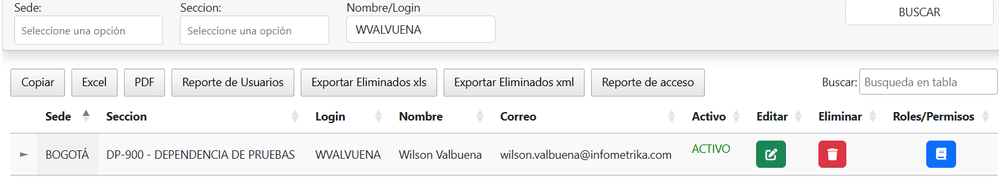 Sede: Seccion: Nombre/Login
Seleccione una opción Seleccione una opción WVALVUENA BUSCAR
Copiar Excel PDF Reporte de Usuarios Exportar Eliminados xls Exportar Eliminados xml Reporte de acceso Buscar: Busqueda en tabla
Sede Seccion Login Nombre Correo Activo Editar Eliminar Roles/Permisos
BOGOTÁ DP-900 - DEPENDENCIA DE PRUEBAS WVALVUENA Wilson Valbuena wilson.valbuena@infometrika.com ACTIVO